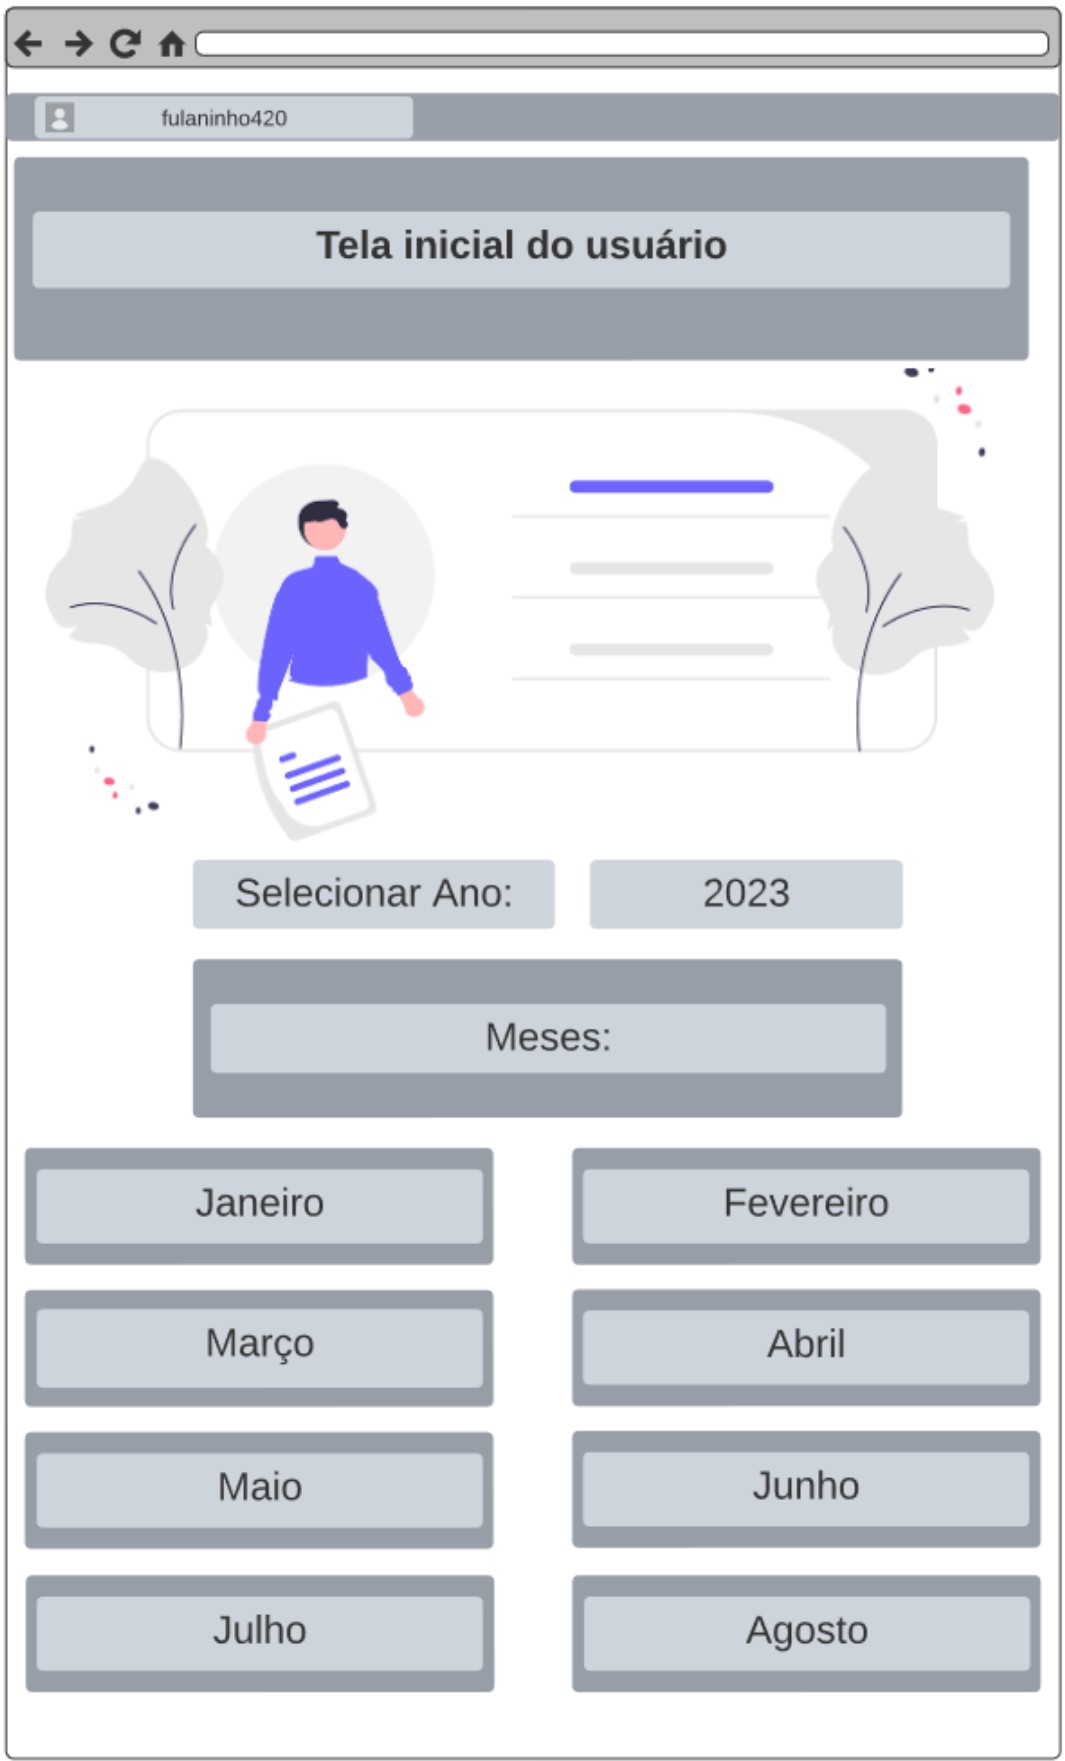 fulaninho420
Tela inicial do usuário
Selecionar Ano:
2023
Meses:
Janeiro
Fevereiro
Março
Abril
Maio
Junho
Julho
Agosto